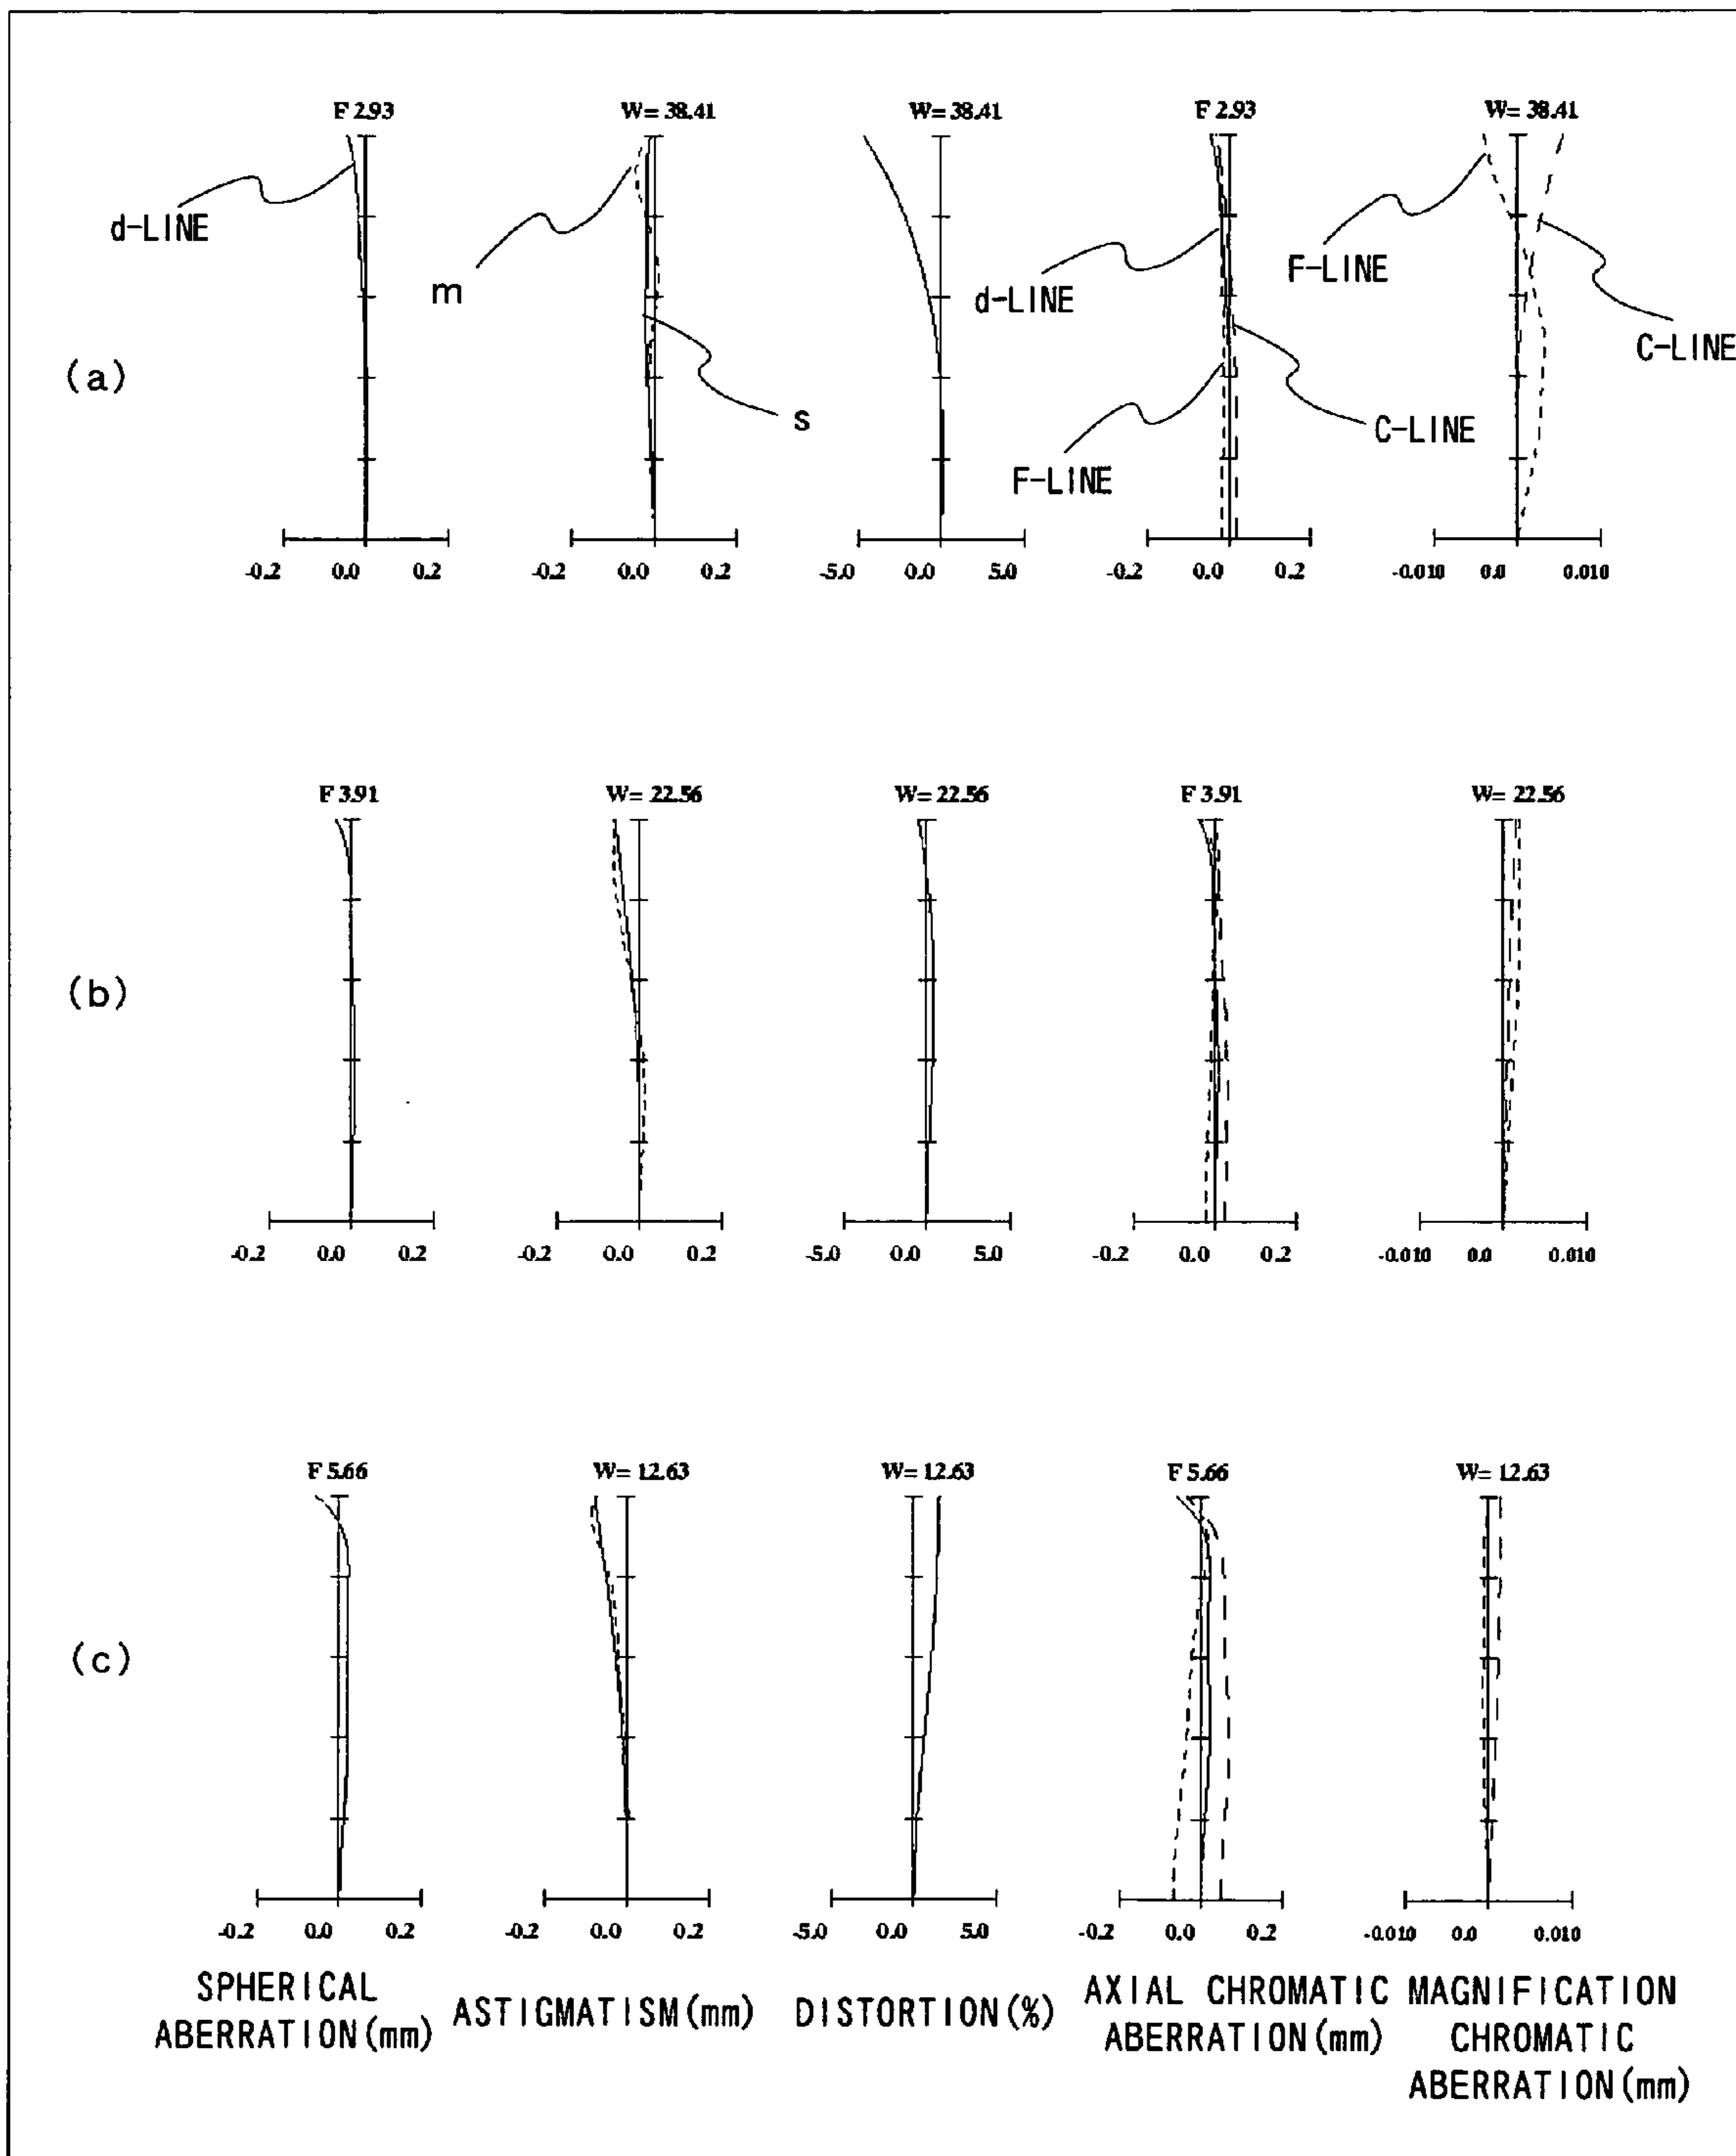 F 2.93
W= 38.41
W= 38.41
F 2.93
W= 38.41
d-LINE
m
d-LINE
F-LINE
C-LINE
(a)
s
F-LINE
C-LINE
-0.2 0.0 0.2
-0.2 0.0 0.2
-5.0 0.0 5.0
-0.2 0.0 0.2
-0.010 0.0 0.010
F 3.91
W= 22.56
W= 22.56
F 3.91
W= 22.56
(b)
-0.2 0.0 0.2
-0.2 0.0 0.2
-5.0 0.0 5.0
-0.2 0.0 0.2
-0.010 0.0 0.010
F 5.66
W= 12.63
W= 12.63
F 5.66
W= 12.63
(c)
-0.2 0.0 0.2
-0.2 0.0 0.2
-5.0 0.0 5.0
-0.2 0.0 0.2
-0.010 0.0 0.010
SPHERICAL
ABERRATION(mm)
ASTIGMATISM(mm)
DISTORTION(%)
AXIAL CHROMATIC
ABERRATION(mm)
MAGNIFICATION
CHROMATIC
ABERRATION(mm)